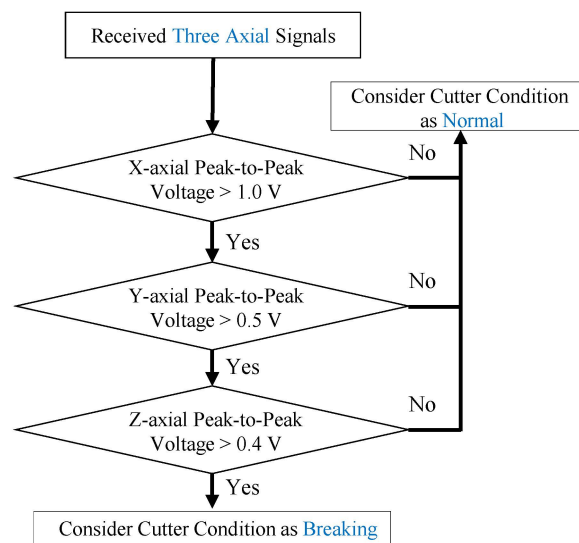 Received Three Axial Signals
Consider Cutter Condition
as Normal
X-axial Peak-to-Peak
Voltage > 1.0 V
No
Yes
Y-axial Peak-to-Peak
Voltage > 0.5 V
No
Yes
Z-axial Peak-to-Peak
Voltage > 0.4 V
No
Yes
Consider Cutter Condition as Breaking